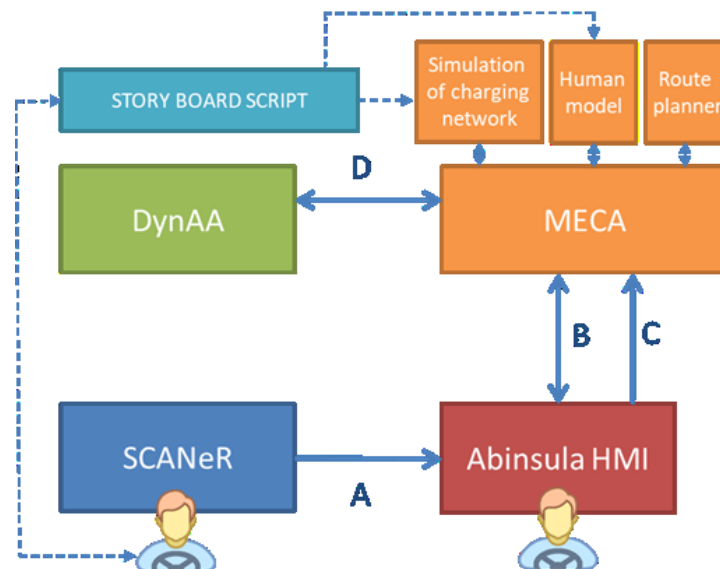 Simulation
of charging
network
Human
model
Route
planner
STORY BOARD SCRIPT
D
DynAA
MECA
B
C
SCANeR
A
Abinsula HMI